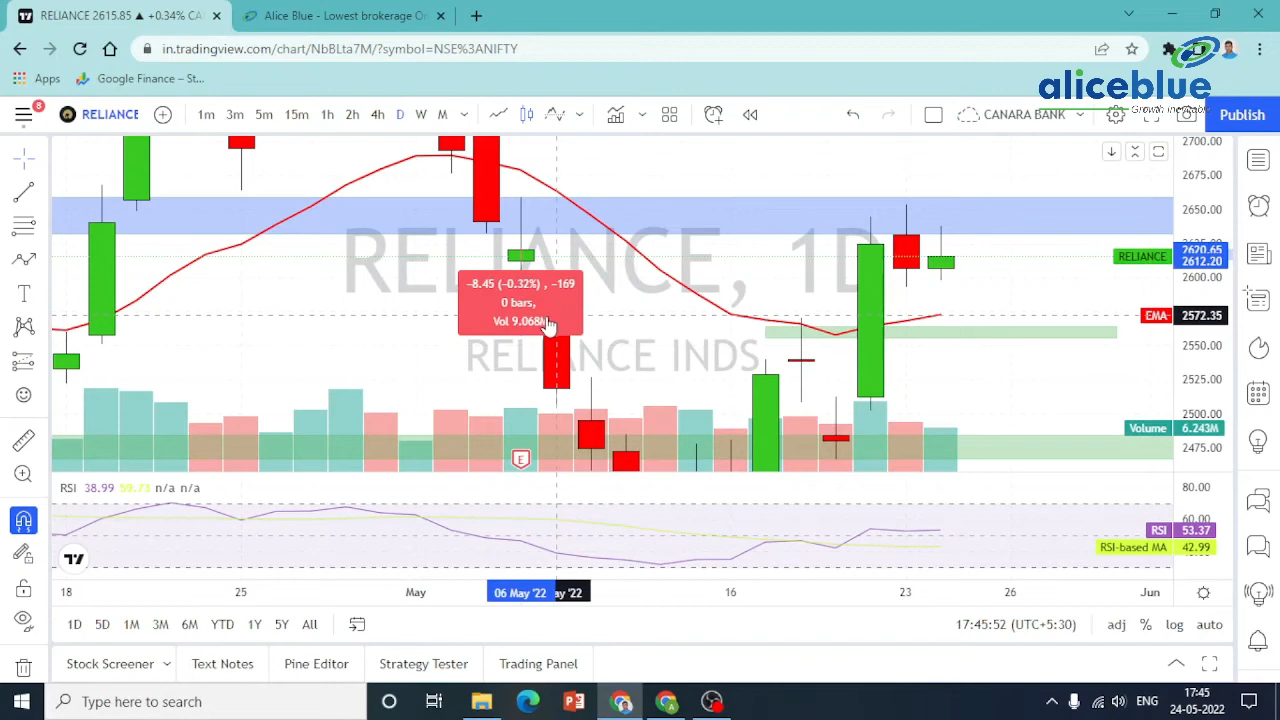 RELIANCE 2615.85 ▲ +0.34% CA
Alice Blue - Lowest brokerage On
in.tradingview.com/chart/NbBLta7M/?symbol=NSE%3ANIFTY
Apps
Google Finance – St...
aliceblue
8
RELIANCE
1m 3m 5m 15m 1h 2h 4h D W M
CANARA BANK
Publish
RELIANCE, 1D
RELIANCE INDS
2700.00
2675.00
2650.00
RELIANCE
2620.65
2612.20
2600.00
EMA 2572.35
2550.00
2525.00
2500.00
Volume 6.243M
2475.00
−8.45 (−0.32%) , −169
0 bars,
Vol 9.068M
E
RSI 38.99 59.73 n/a n/a
80.00
60.00
RSI 53.37
RSI-based MA 42.99
18 25 May 06 May '22 ay '22 16 23 26 Jun
1D 5D 1M 3M 6M YTD 1Y 5Y All
17:45:52 (UTC+5:30) adj % log auto
Stock Screener Text Notes Pine Editor Strategy Tester Trading Panel
Type here to search
ENG
17:45
24-05-2022